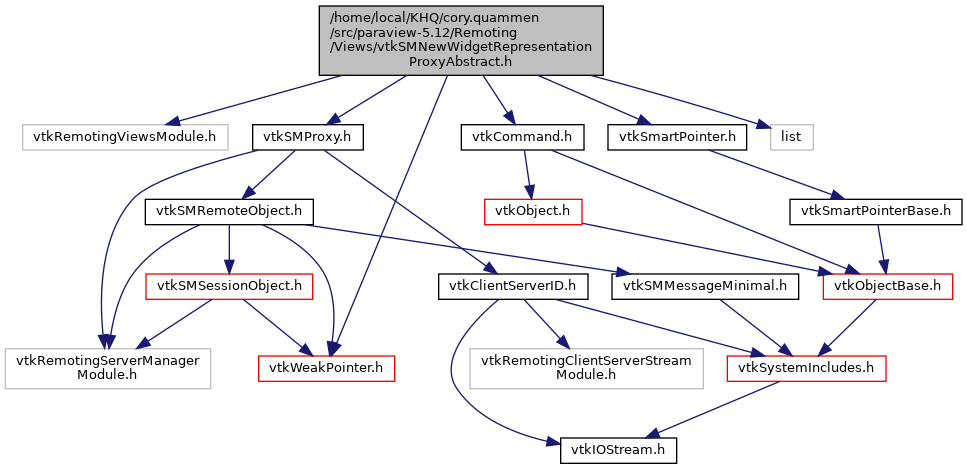 /home/local/KHQ/cory.quammen
/src/paraview-5.12/Remoting
/Views/vtkSMNewWidgetRepresentation
ProxyAbstract.h
vtkRemotingViewsModule.h
vtkSMProxy.h
vtkCommand.h
vtkSmartPointer.h
list
vtkSMRemoteObject.h
vtkObject.h
vtkSmartPointerBase.h
vtkSMSessionObject.h
vtkClientServerID.h
vtkSMMessageMinimal.h
vtkObjectBase.h
vtkRemotingServerManager
Module.h
vtkWeakPointer.h
vtkRemotingClientServerStream
Module.h
vtkSystemIncludes.h
vtkIOStream.h